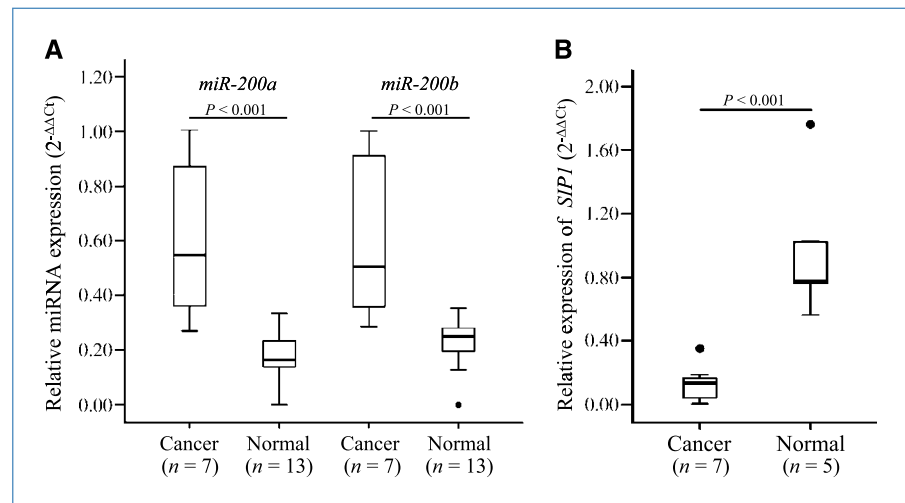 A
Relative miRNA expression (2-ΔΔCt)
1.20
1.00
0.80
0.60
0.40
0.20
0.00
miR-200a
P < 0.001
miR-200b
P < 0.001
Cancer
(n = 7)
Normal
(n = 13)
Cancer
(n = 7)
Normal
(n = 13)
B
Relative expression of SIP1 (2-ΔΔCt)
2.00
1.60
1.20
0.80
0.40
0.00
P < 0.001
Cancer
(n = 7)
Normal
(n = 5)